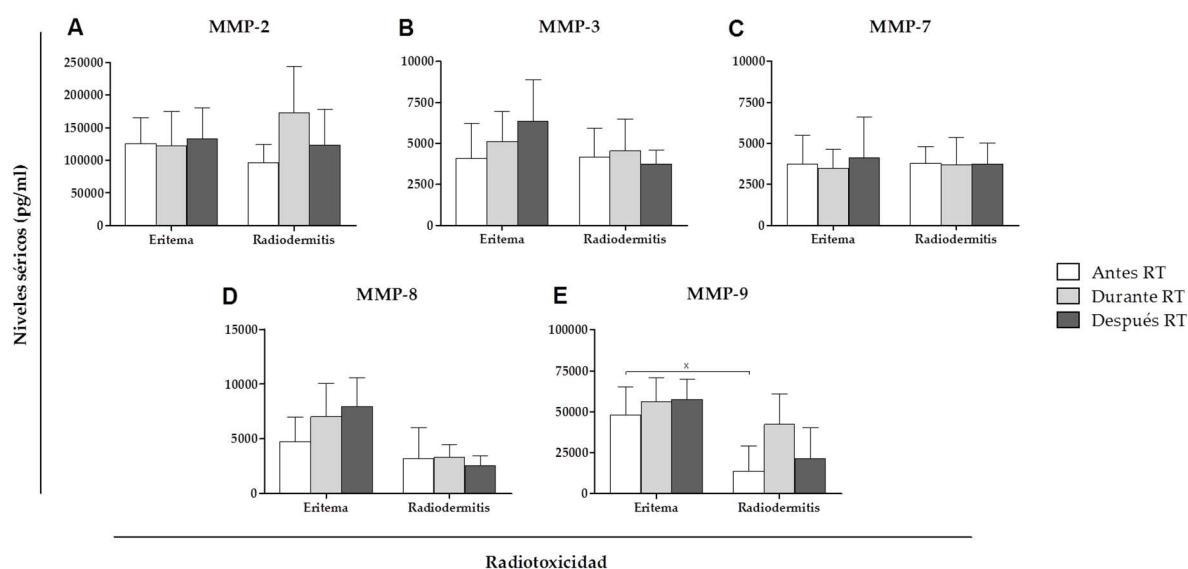 A
MMP-2
250000
200000
150000
100000
50000
0
Eritema
Radiodermitis
B
MMP-3
10000
7500
5000
2500
0
Eritema
Radiodermitis
C
MMP-7
10000
7500
5000
2500
0
Eritema
Radiodermitis
Niveles séricos (pg/ml)
D
MMP-8
15000
10000
5000
0
Eritema
Radiodermitis
E
MMP-9
100000
75000
50000
25000
0
x
Eritema
Radiodermitis
Antes RT
Durante RT
Después RT
Radiotoxicidad